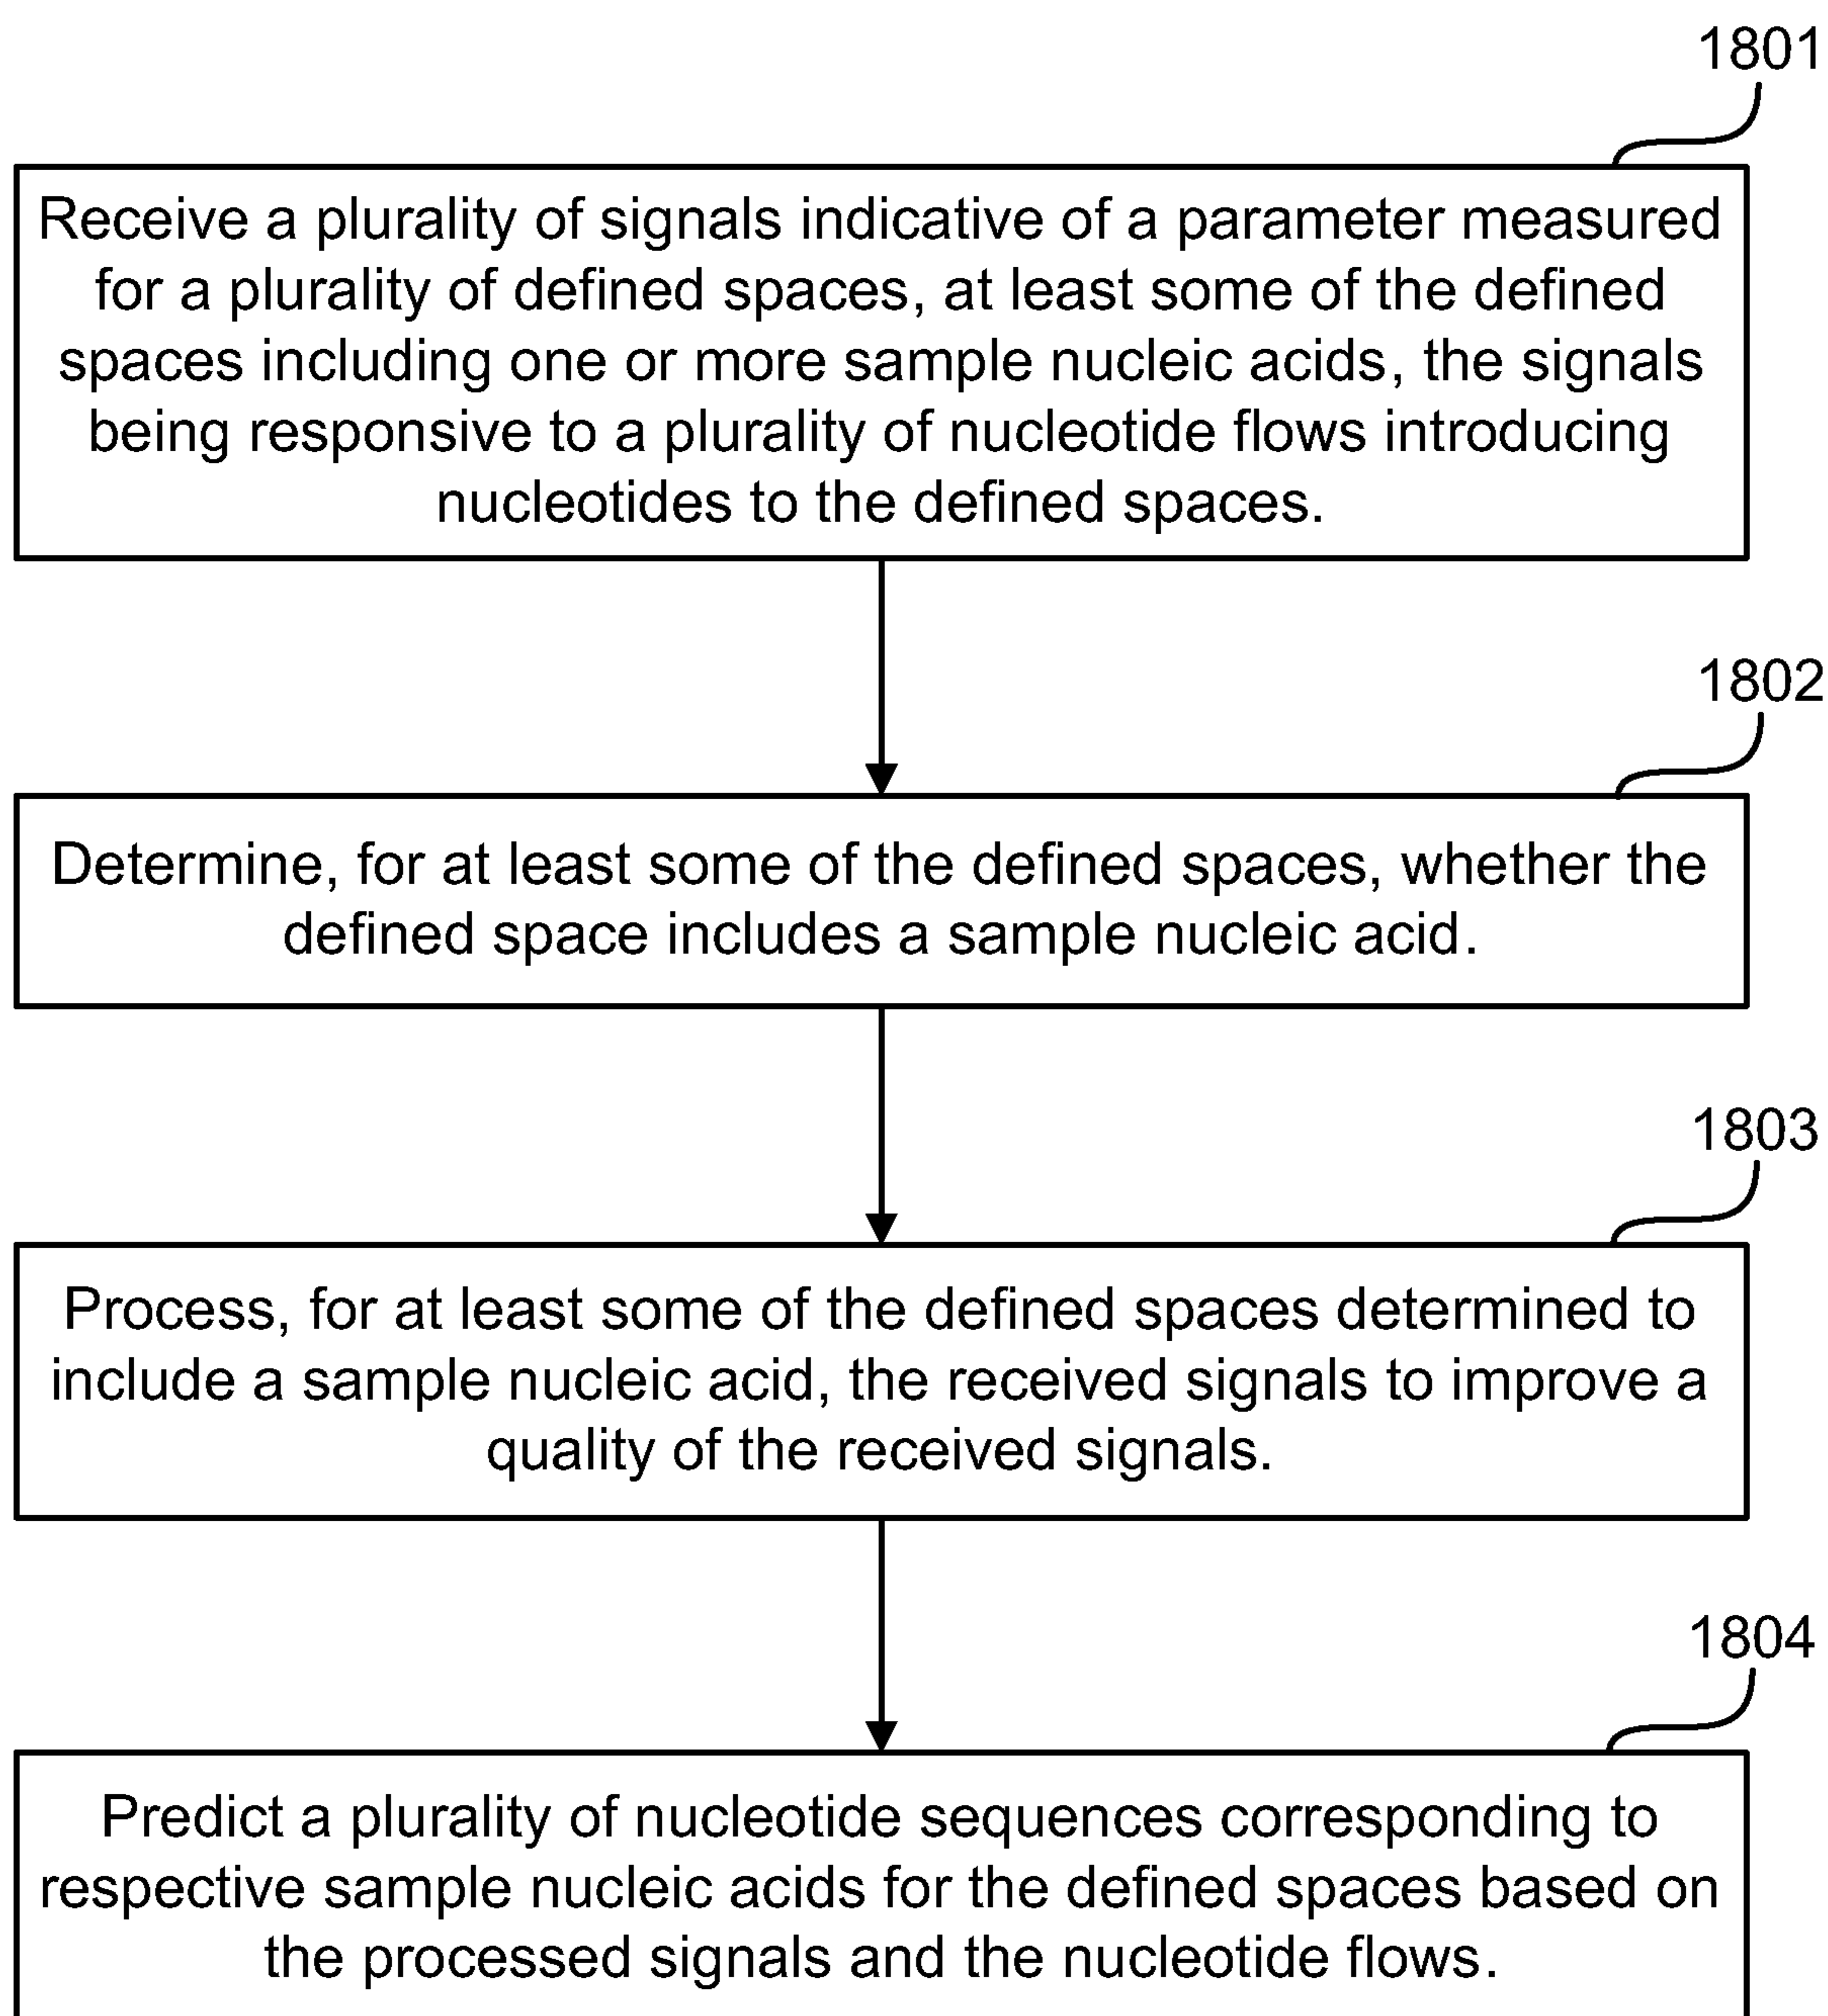 1801
Receive a plurality of signals indicative of a parameter measured
for a plurality of defined spaces, at least some of the defined
spaces including one or more sample nucleic acids, the signals
being responsive to a plurality of nucleotide flows introducing
nucleotides to the defined spaces.
1802
Determine, for at least some of the defined spaces, whether the
defined space includes a sample nucleic acid.
1803
Process, for at least some of the defined spaces determined to
include a sample nucleic acid, the received signals to improve a
quality of the received signals.
1804
Predict a plurality of nucleotide sequences corresponding to
respective sample nucleic acids for the defined spaces based on
the processed signals and the nucleotide flows.